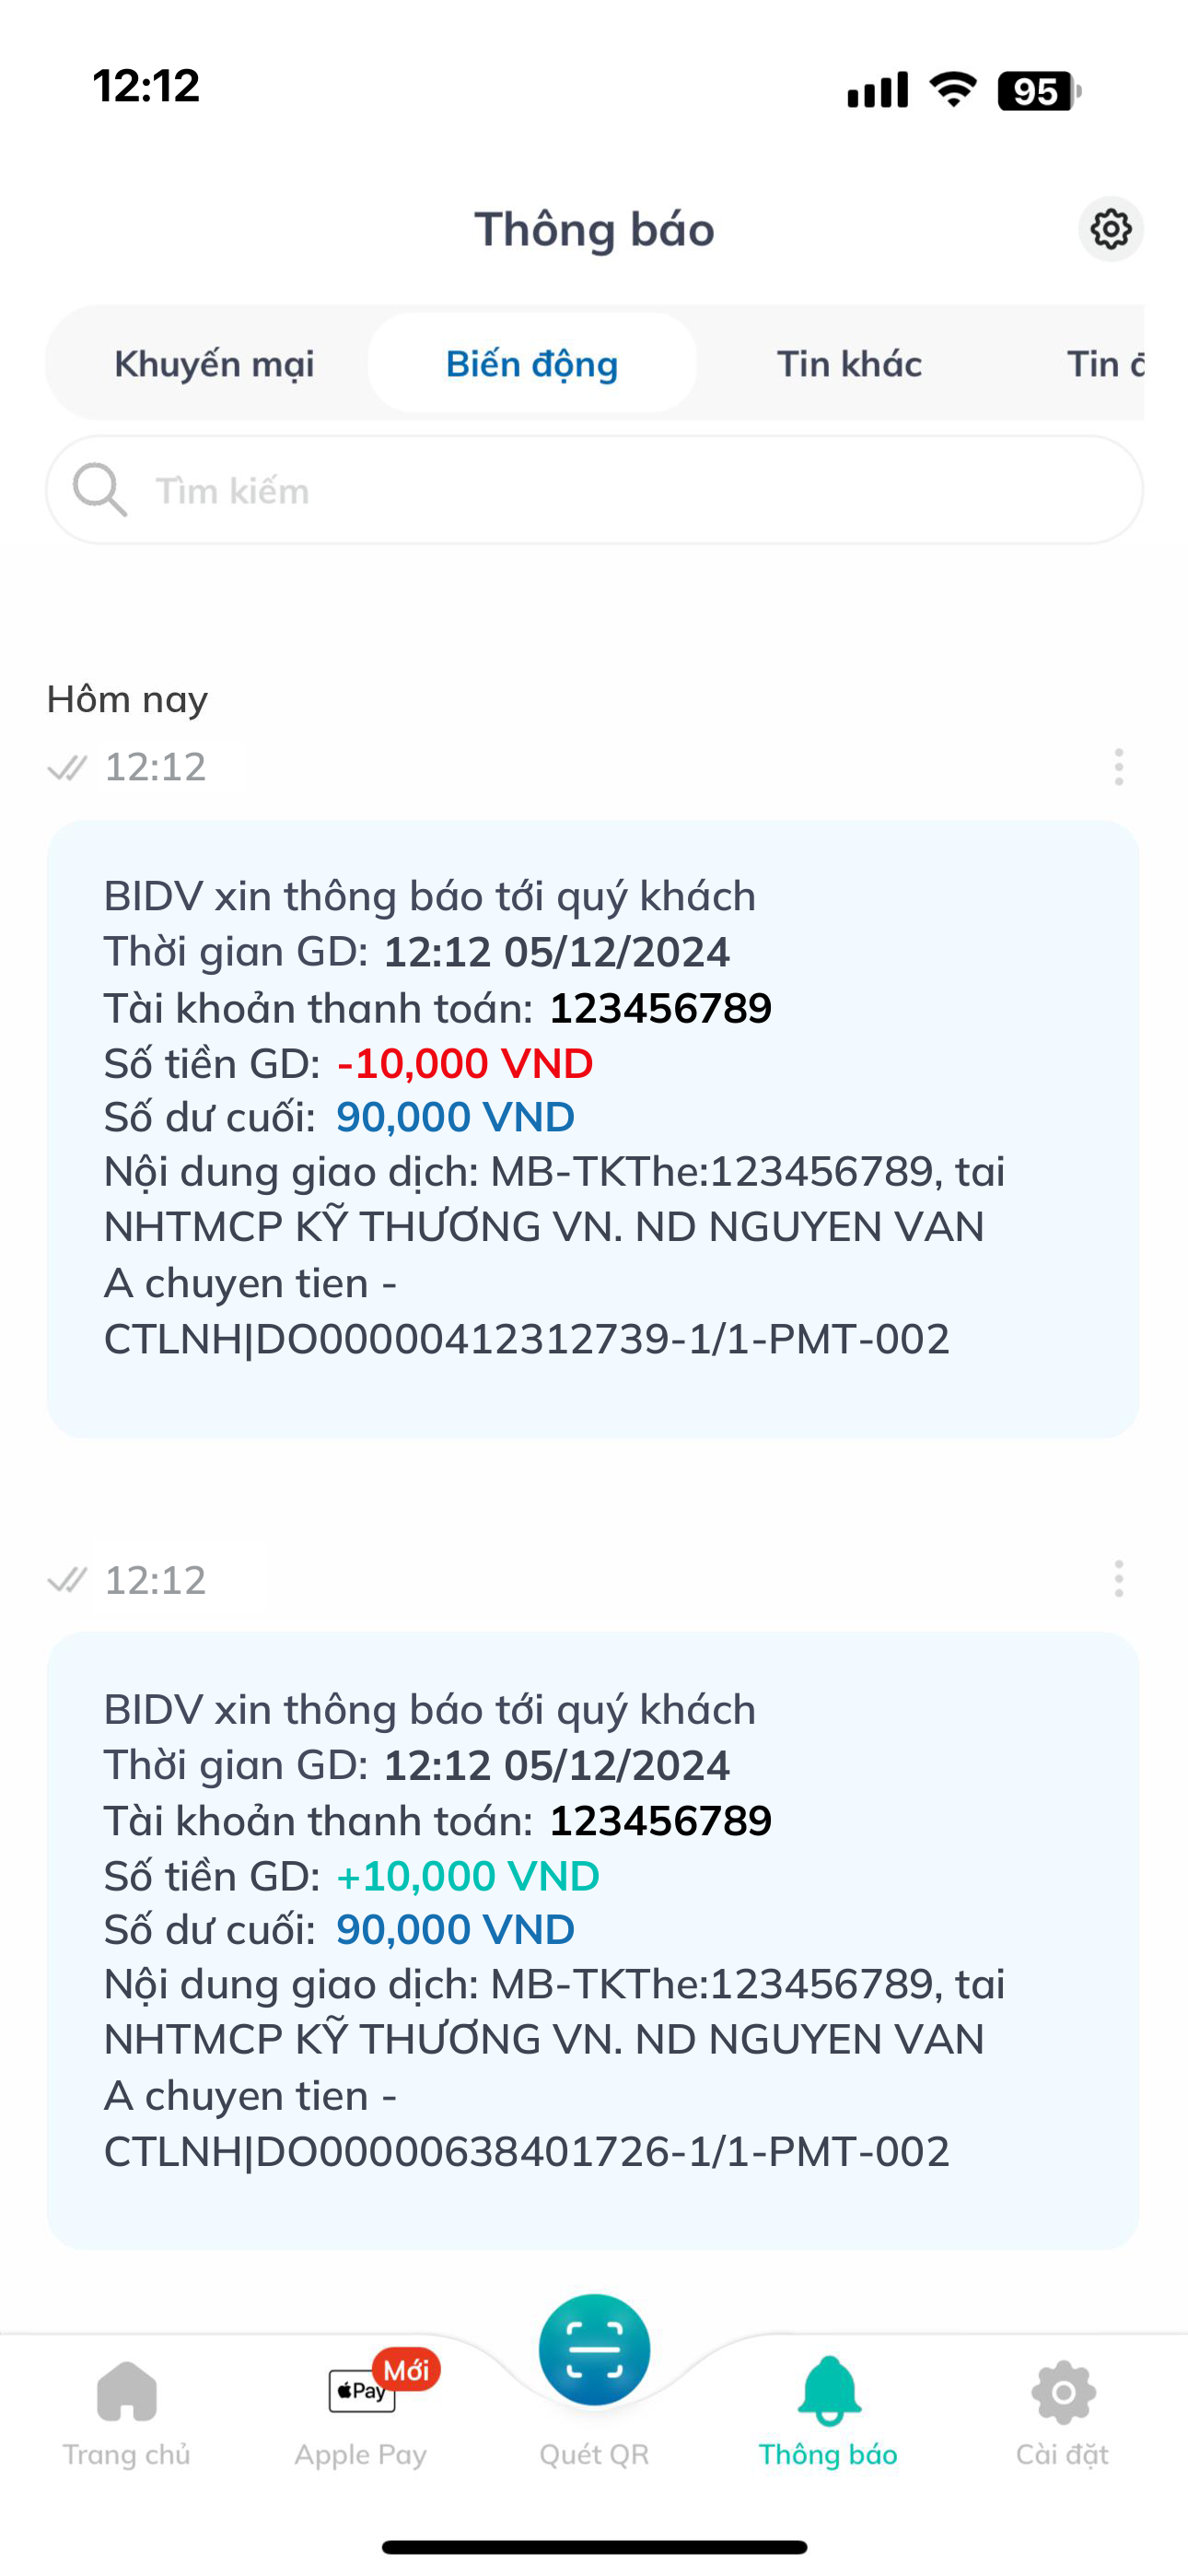 12:12
95
Thông báo
Khuyến mại
Biến động
Tin khác
Tin
Tìm kiếm
Hôm nay
12:12
BIDV xin thông báo tới quý khách
Thời gian GD: 12:12 05/12/2024
Tài khoản thanh toán: 123456789
Số tiền GD: -10,000 VND
Số dư cuối: 90,000 VND
Nội dung giao dịch: MB-TKThe:123456789, tai
NHTMCP KỸ THƯƠNG VN. ND NGUYEN VAN
A chuyen tien -
CTLNH|DO00000412312739-1/1-PMT-002
12:12
BIDV xin thông báo tới quý khách
Thời gian GD: 12:12 05/12/2024
Tài khoản thanh toán: 123456789
Số tiền GD: +10,000 VND
Số dư cuối: 90,000 VND
Nội dung giao dịch: MB-TKThe:123456789, tai
NHTMCP KỸ THƯƠNG VN. ND NGUYEN VAN
A chuyen tien -
CTLNH|DO00000638401726-1/1-PMT-002
Mới
Pay
Trang chủ
Apple Pay
Quét QR
Thông báo
Cài đặt